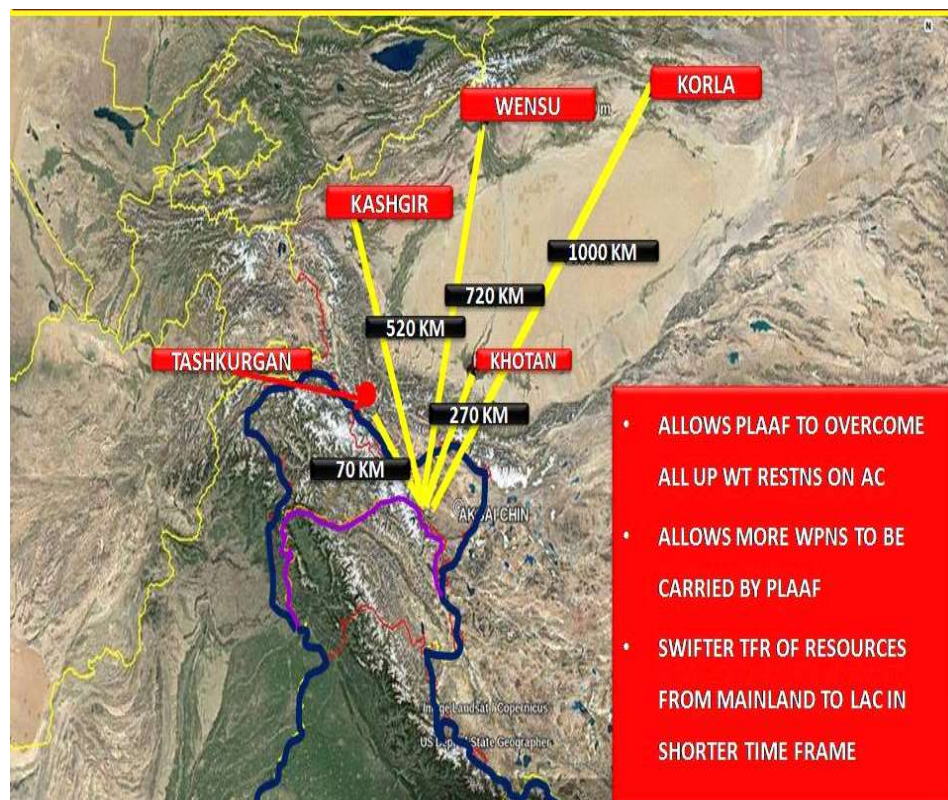 N
KORLA
WENSU
KASHGIR
1000 KM
720 KM
520 KM
TASHKURGAN
KHOTAN
270 KM
70 KM
AKSAI CHIN
Image Landsat / Copernicus
US Dept of State Geographer
• ALLOWS PLAAF TO OVERCOME
ALL UP WT RESTNS ON AC
• ALLOWS MORE WPNS TO BE
CARRIED BY PLAAF
• SWIFTER TFR OF RESOURCES
FROM MAINLAND TO LAC IN
SHORTER TIME FRAME